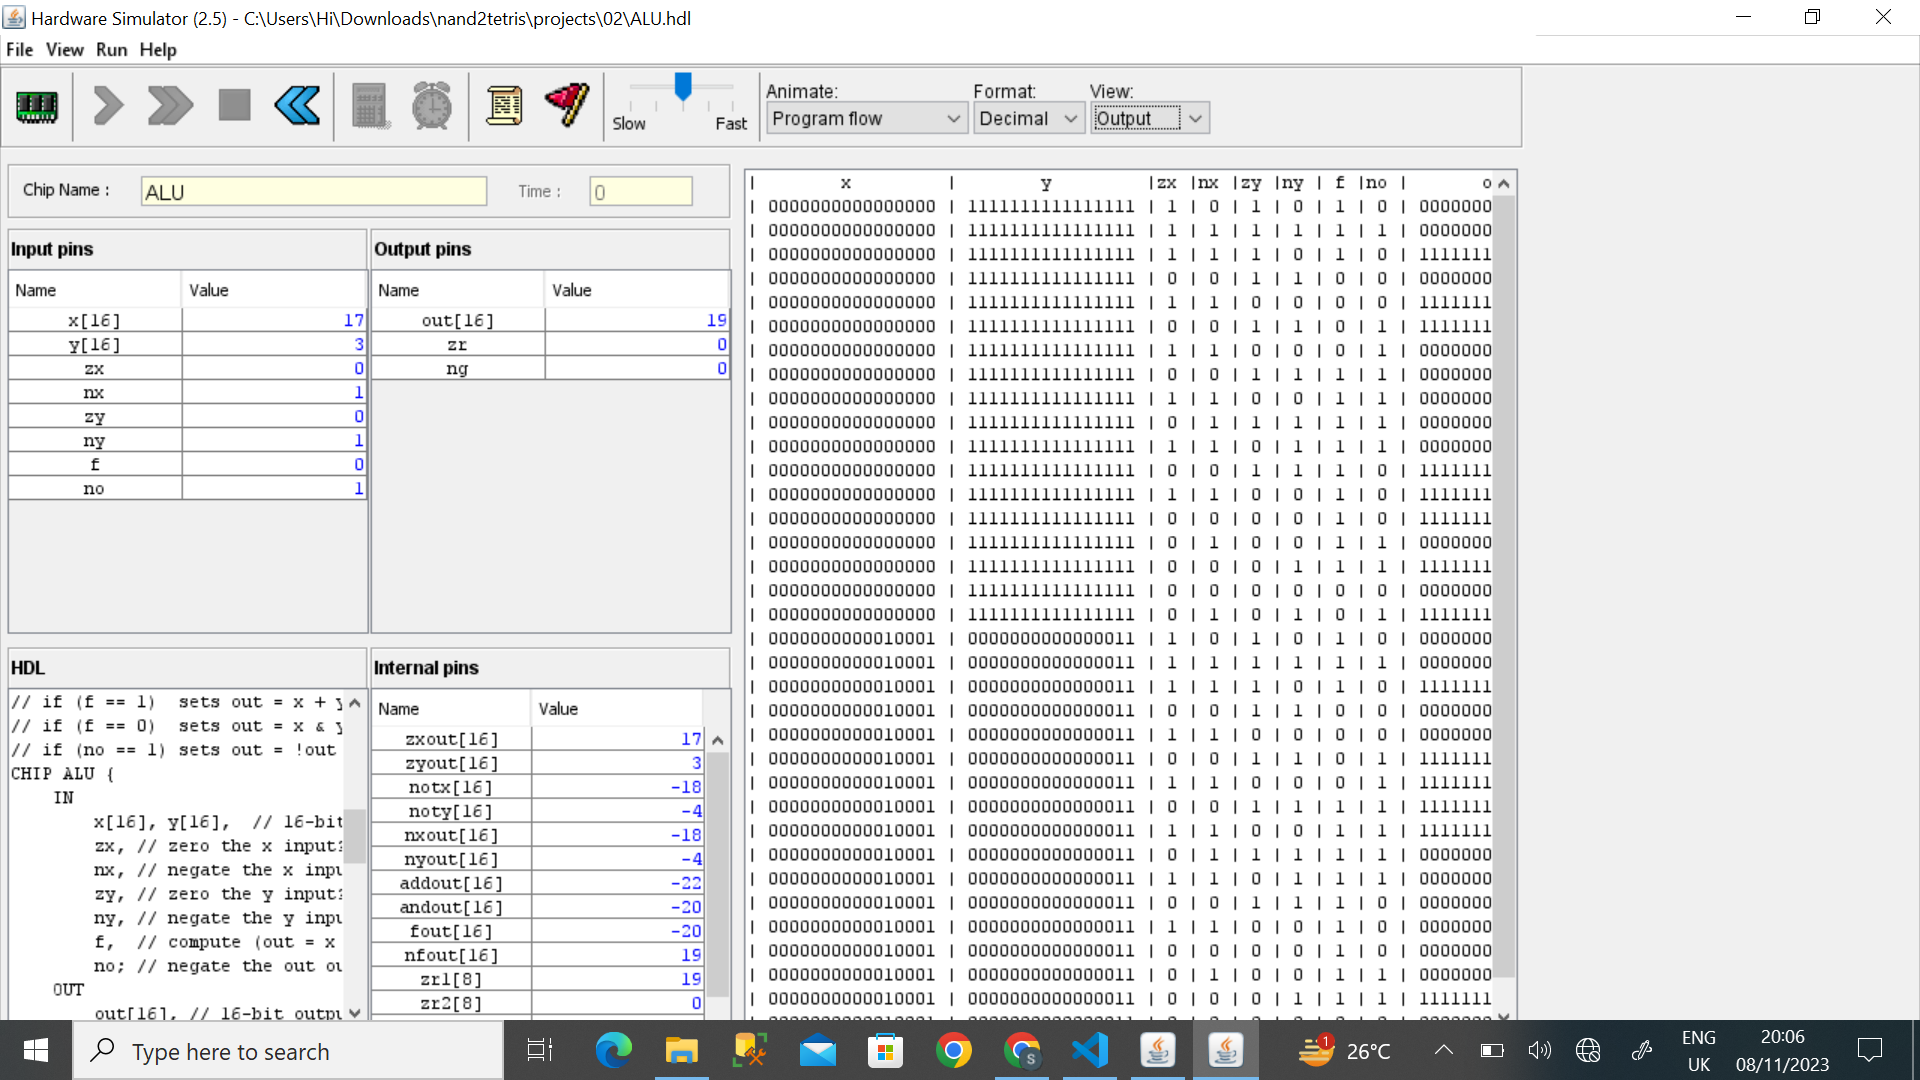 Hardware Simulator (2.5) - C:\Users\Hi\Downloads\nand2tetris\projects\02\ALU.hdl
File View Run Help
Slow Fast
Animate: Format: View:
Program flow Decimal Output
Chip Name : ALU Time : 0
Input pins
Name Value
x[16] 17
y[16] 3
zx 0
nx 1
zy 0
ny 1
f 0
no 1
Output pins
Name Value
out[16] 19
zr 0
ng 0
HDL
// if (f == 1)  sets out = x + y
// if (f == 0)  sets out = x & y
// if (no == 1) sets out = !out
CHIP ALU {
IN
x[16], y[16],  // 16-bit
zx, // zero the x input?
nx, // negate the x inpu
zy, // zero the y input?
ny, // negate the y inpu
f,  // compute (out = x
no; // negate the out ou
OUT
out[16], // 16-bit outpu
Internal pins
Name Value
zxout[16] 17
zyout[16] 3
notx[16] -18
noty[16] -4
nxout[16] -18
nyout[16] -4
addout[16] -22
andout[16] -20
fout[16] -20
nfout[16] 19
zr1[8] 19
zr2[8] 0
| x | y |zx |nx |zy |ny | f |no | o
| 0000000000000000 | 1111111111111111 | 1 | 0 | 1 | 0 | 1 | 0 | 0000000
| 0000000000000000 | 1111111111111111 | 1 | 1 | 1 | 1 | 1 | 1 | 0000000
| 0000000000000000 | 1111111111111111 | 1 | 1 | 1 | 0 | 1 | 0 | 1111111
| 0000000000000000 | 1111111111111111 | 0 | 0 | 1 | 1 | 0 | 0 | 0000000
| 0000000000000000 | 1111111111111111 | 1 | 1 | 0 | 0 | 0 | 0 | 1111111
| 0000000000000000 | 1111111111111111 | 0 | 0 | 1 | 1 | 0 | 1 | 1111111
| 0000000000000000 | 1111111111111111 | 1 | 1 | 0 | 0 | 0 | 1 | 0000000
| 0000000000000000 | 1111111111111111 | 0 | 0 | 1 | 1 | 1 | 1 | 0000000
| 0000000000000000 | 1111111111111111 | 1 | 1 | 0 | 0 | 1 | 1 | 0000000
| 0000000000000000 | 1111111111111111 | 0 | 1 | 1 | 1 | 1 | 1 | 0000000
| 0000000000000000 | 1111111111111111 | 1 | 1 | 0 | 1 | 1 | 1 | 0000000
| 0000000000000000 | 1111111111111111 | 0 | 0 | 1 | 1 | 1 | 0 | 1111111
| 0000000000000000 | 1111111111111111 | 1 | 1 | 0 | 0 | 1 | 0 | 1111111
| 0000000000000000 | 1111111111111111 | 0 | 0 | 0 | 0 | 1 | 0 | 1111111
| 0000000000000000 | 1111111111111111 | 0 | 1 | 0 | 0 | 1 | 1 | 0000000
| 0000000000000000 | 1111111111111111 | 0 | 0 | 0 | 1 | 1 | 1 | 1111111
| 0000000000000000 | 1111111111111111 | 0 | 0 | 0 | 0 | 0 | 0 | 0000000
| 0000000000000000 | 1111111111111111 | 0 | 1 | 0 | 1 | 0 | 1 | 1111111
| 0000000000010001 | 0000000000000011 | 1 | 0 | 1 | 0 | 1 | 0 | 0000000
| 0000000000010001 | 0000000000000011 | 1 | 1 | 1 | 1 | 1 | 1 | 0000000
| 0000000000010001 | 0000000000000011 | 1 | 1 | 1 | 0 | 1 | 0 | 1111111
| 0000000000010001 | 0000000000000011 | 0 | 0 | 1 | 1 | 0 | 0 | 0000000
| 0000000000010001 | 0000000000000011 | 1 | 1 | 0 | 0 | 0 | 0 | 0000000
| 0000000000010001 | 0000000000000011 | 0 | 0 | 1 | 1 | 0 | 1 | 1111111
| 0000000000010001 | 0000000000000011 | 1 | 1 | 0 | 0 | 0 | 1 | 1111111
| 0000000000010001 | 0000000000000011 | 0 | 0 | 1 | 1 | 1 | 1 | 1111111
| 0000000000010001 | 0000000000000011 | 1 | 1 | 0 | 0 | 1 | 1 | 1111111
| 0000000000010001 | 0000000000000011 | 0 | 1 | 1 | 1 | 1 | 1 | 0000000
| 0000000000010001 | 0000000000000011 | 1 | 1 | 0 | 1 | 1 | 1 | 0000000
| 0000000000010001 | 0000000000000011 | 0 | 0 | 1 | 1 | 1 | 0 | 0000000
| 0000000000010001 | 0000000000000011 | 1 | 1 | 0 | 0 | 1 | 0 | 0000000
| 0000000000010001 | 0000000000000011 | 0 | 0 | 0 | 0 | 1 | 0 | 0000000
| 0000000000010001 | 0000000000000011 | 0 | 1 | 0 | 0 | 1 | 1 | 0000000
| 0000000000010001 | 0000000000000011 | 0 | 0 | 0 | 1 | 1 | 1 | 1111111
Type here to search
S
1
26°C
ENG
UK
20:06
08/11/2023